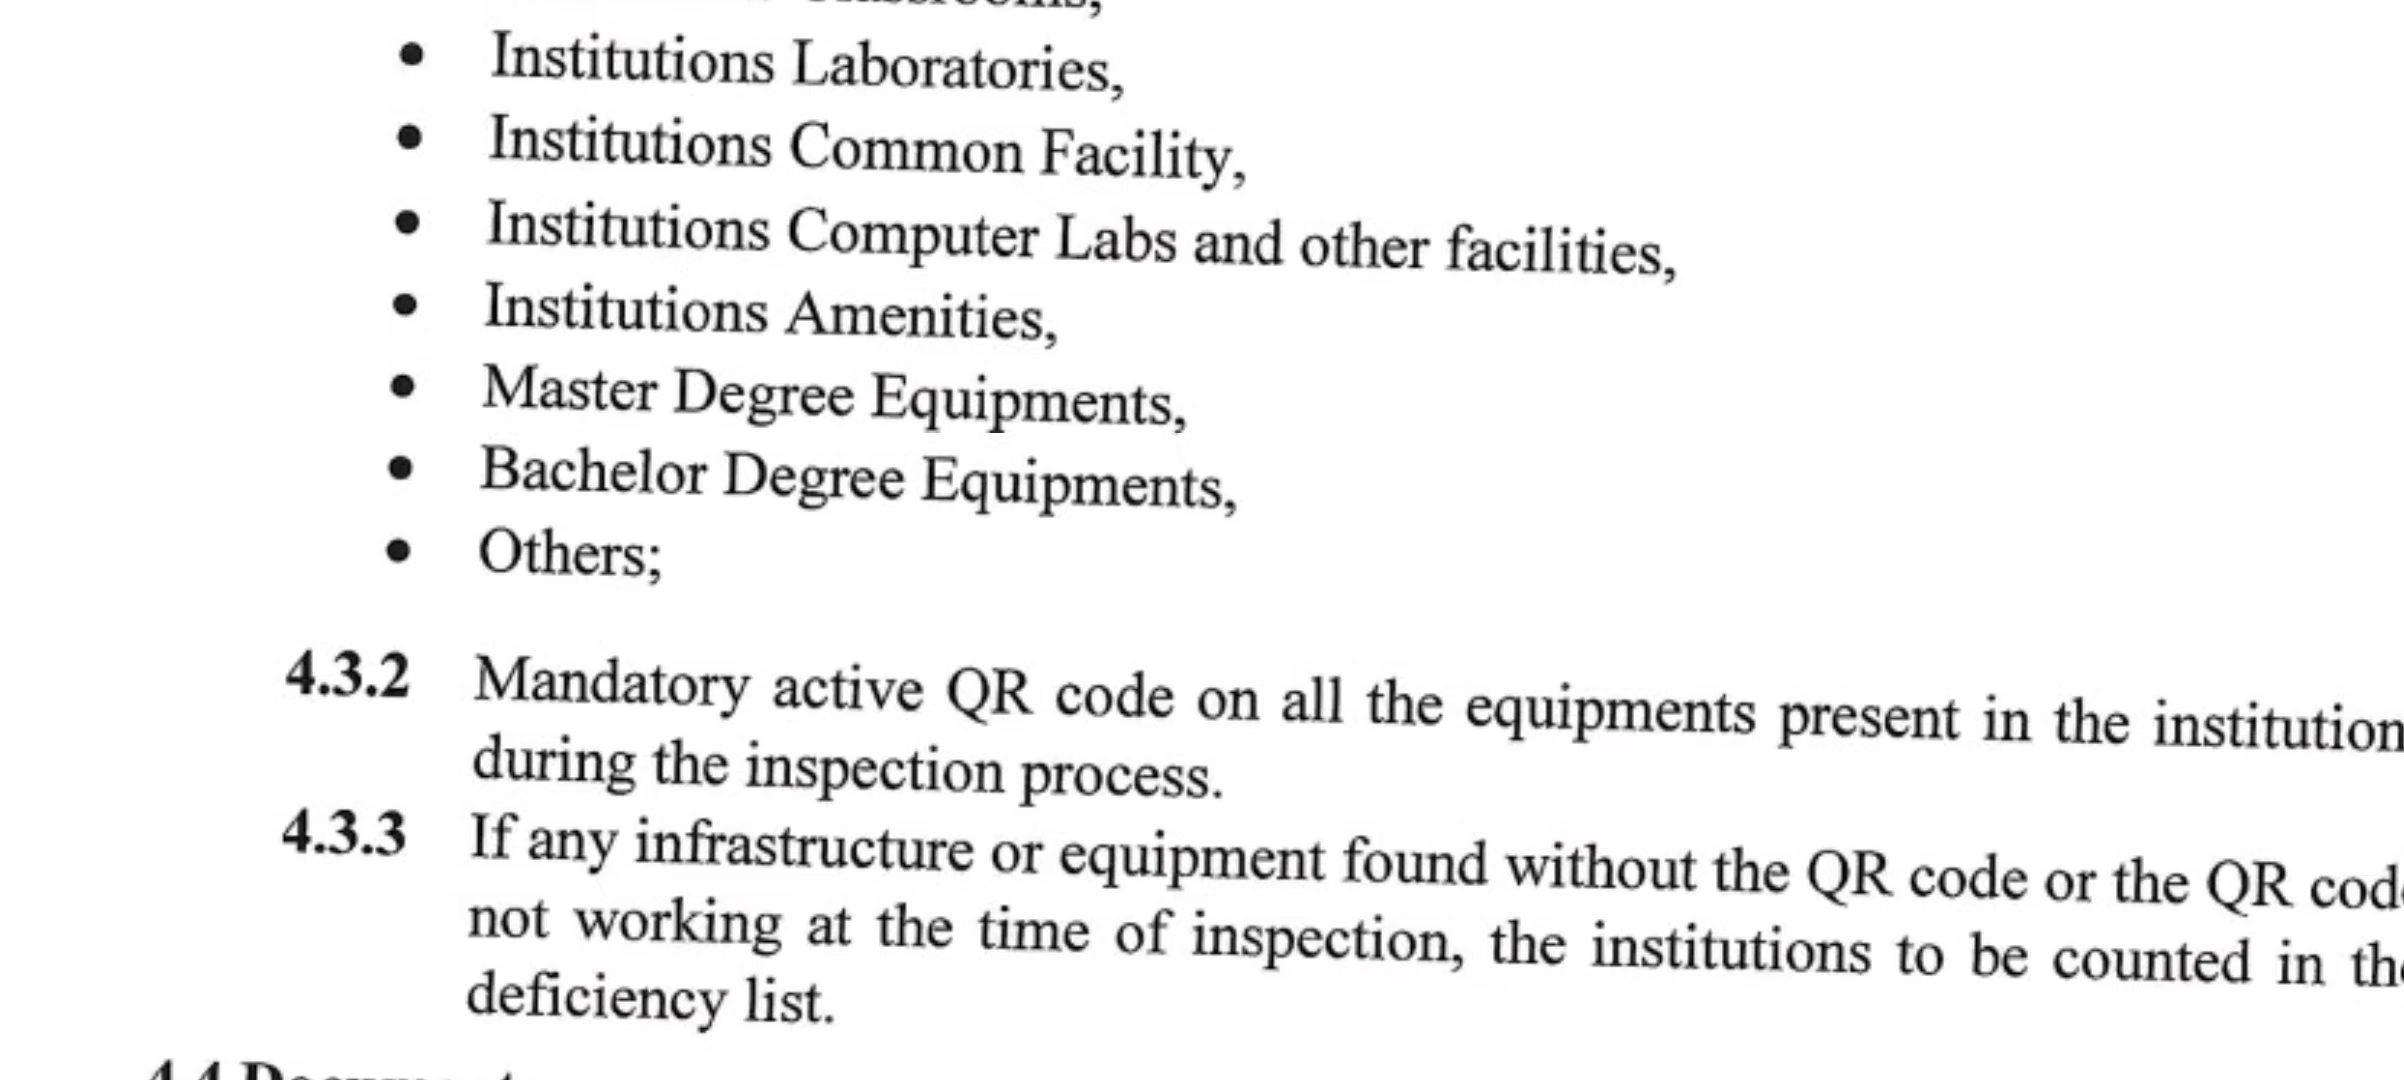 • Institutions Laboratories,
• Institutions Common Facility,
• Institutions Computer Labs and other facilities,
• Institutions Amenities,
• Master Degree Equipments,
• Bachelor Degree Equipments,
• Others;
4.3.2 Mandatory active QR code on all the equipments present in the institution
during the inspection process.
4.3.3 If any infrastructure or equipment found without the QR code or the QR code
not working at the time of inspection, the institutions to be counted in the
deficiency list.